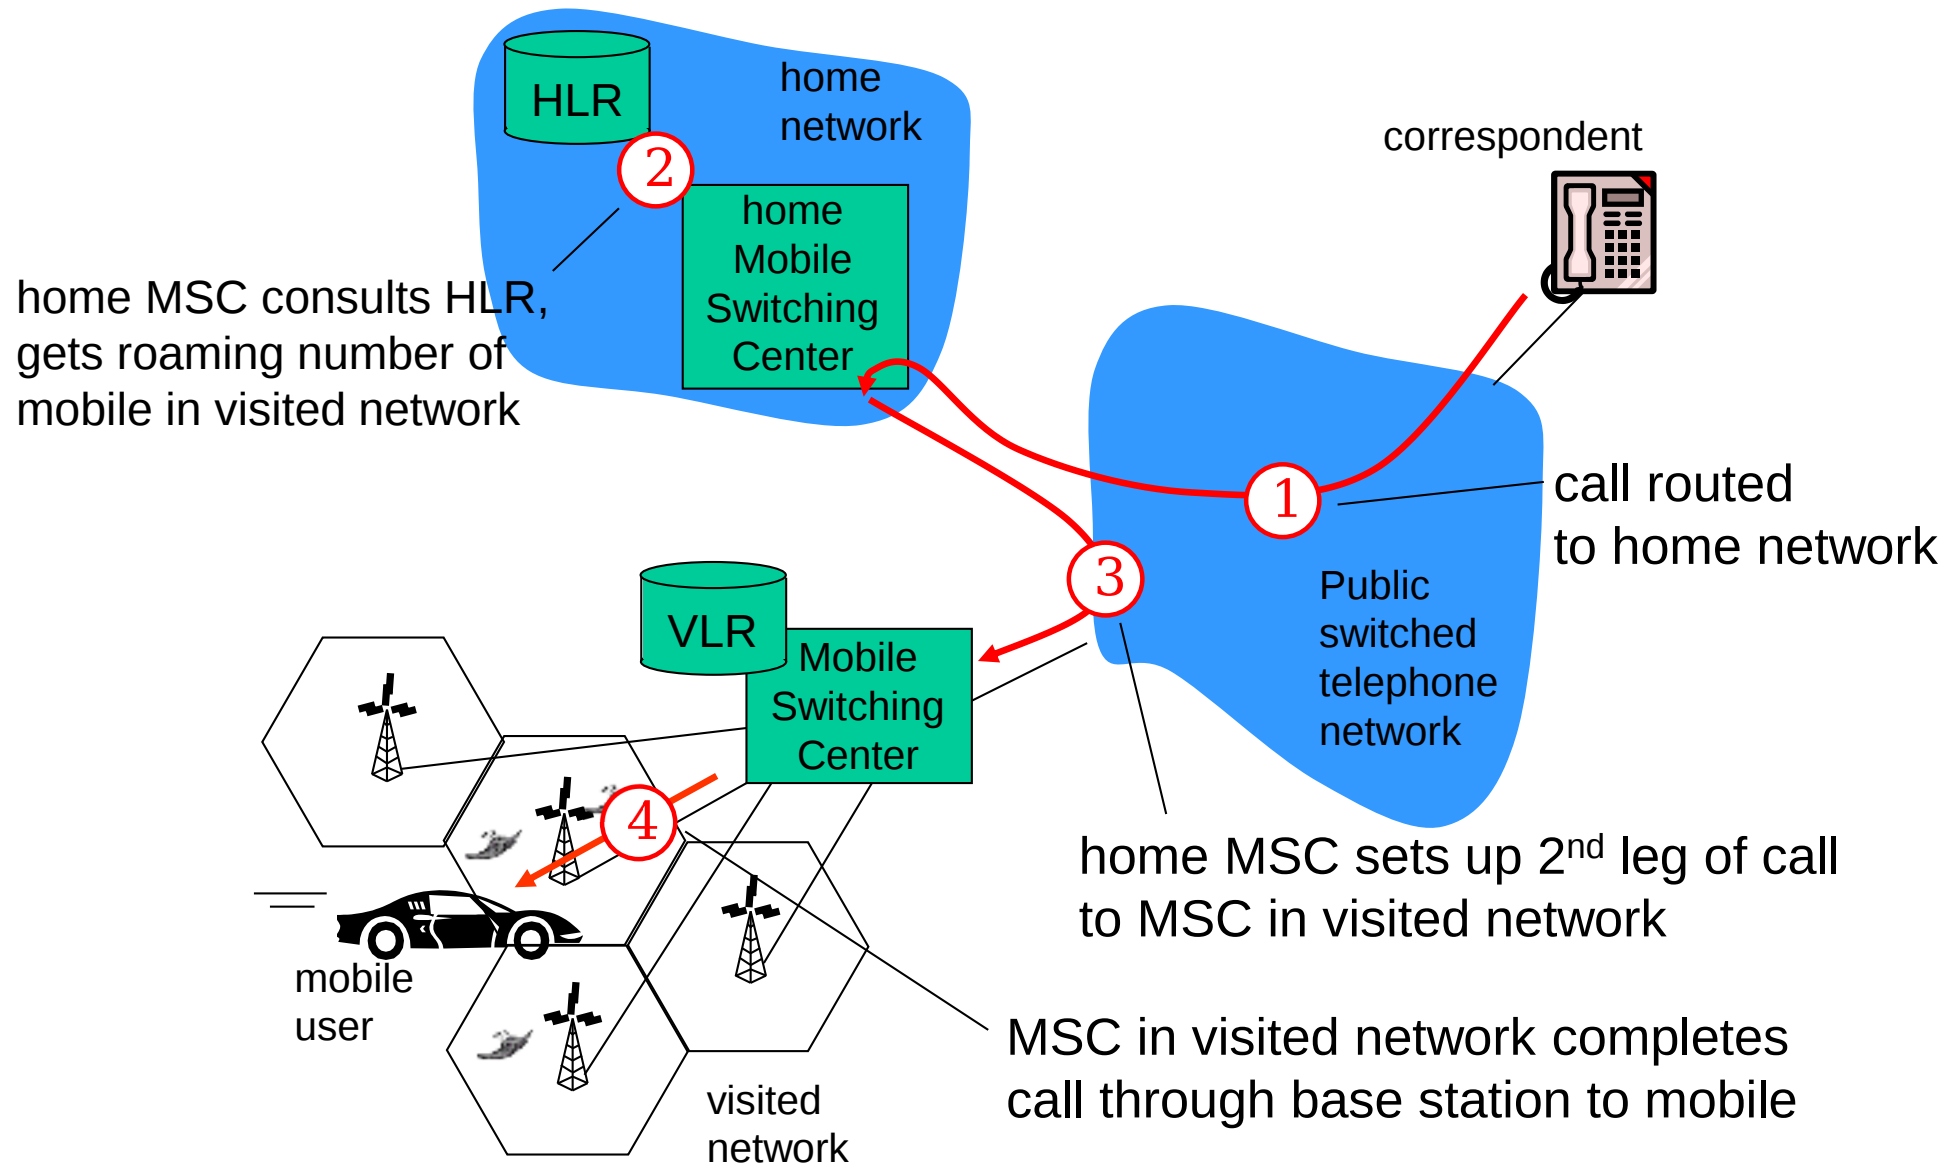 HLR
home
network
correspondent
2
home
Mobile
Switching
Center
home MSC consults HLR,
gets roaming number of
mobile in visited network
1
call routed
to home network
3
Public
switched
telephone
network
VLR
Mobile
Switching
Center
4
home MSC sets up 2nd leg of call
to MSC in visited network
mobile
user
MSC in visited network completes
call through base station to mobile
visited
network